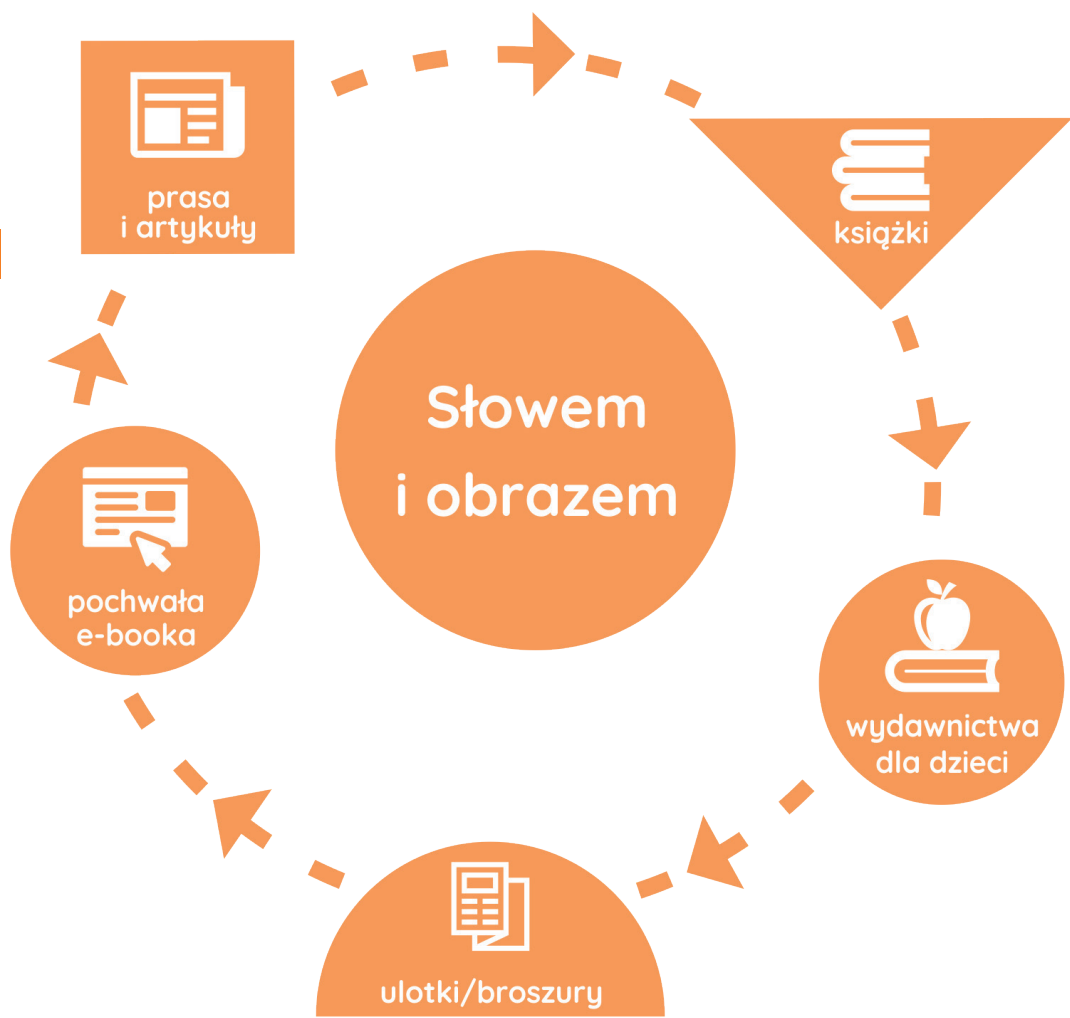 prasa
i artykuły
książki
Słowem
i obrazem
pochwała
e-booka
wydawnictwa
dla dzieci
ulotki/broszury